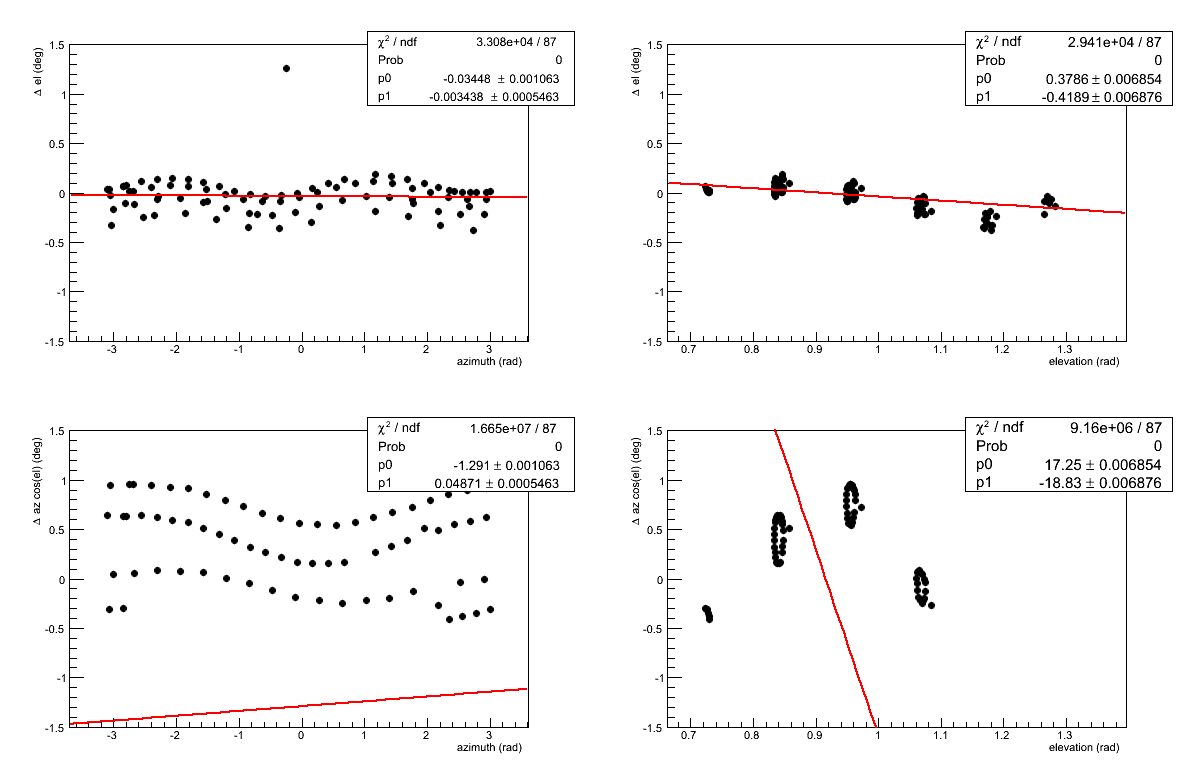 χ² / ndf 3.308e+04 / 87
Prob 0
p0 -0.03448 ± 0.001063
p1 -0.003438 ± 0.0005463
Δ el (deg)
1.5
1
0.5
0
-0.5
-1
-1.5
-3 -2 -1 0 1 2 3
azimuth (rad)
χ² / ndf 2.941e+04 / 87
Prob 0
p0 0.3786 ± 0.006854
p1 -0.4189 ± 0.006876
Δ el (deg)
1.5
1
0.5
0
-0.5
-1
-1.5
0.7 0.8 0.9 1 1.1 1.2 1.3
elevation (rad)
χ² / ndf 1.665e+07 / 87
Prob 0
p0 -1.291 ± 0.001063
p1 0.04871 ± 0.0005463
Δ az cos(el) (deg)
1.5
1
0.5
0
-0.5
-1
-1.5
-3 -2 -1 0 1 2 3
azimuth (rad)
χ² / ndf 9.16e+06 / 87
Prob 0
p0 17.25 ± 0.006854
p1 -18.83 ± 0.006876
Δ az cos(el) (deg)
1.5
1
0.5
0
-0.5
-1
-1.5
0.7 0.8 0.9 1 1.1 1.2 1.3
elevation (rad)